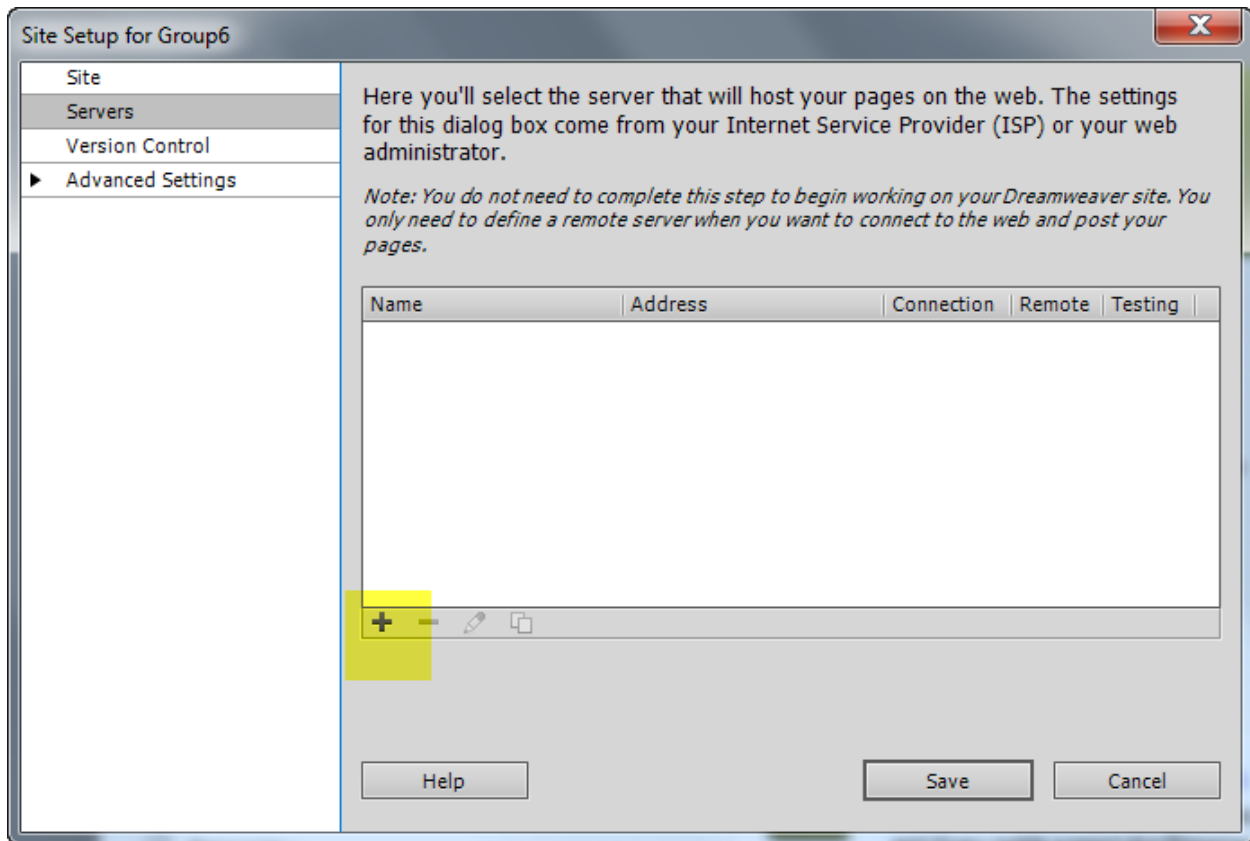 Site Setup for Group6
Site
Servers
Version Control
Advanced Settings
Here you'll select the server that will host your pages on the web. The settings
for this dialog box come from your Internet Service Provider (ISP) or your web
administrator.
Note: You do not need to complete this step to begin working on your Dreamweaver site. You
only need to define a remote server when you want to connect to the web and post your
pages.
Name Address Connection Remote Testing
Help Save Cancel